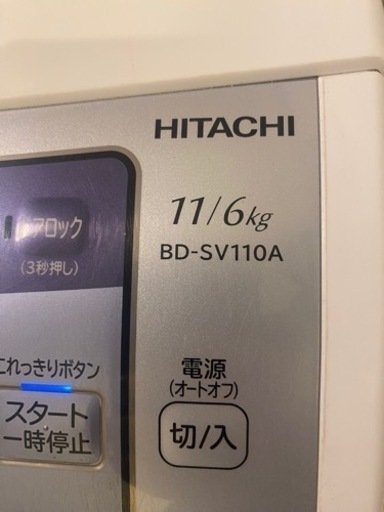 HITACHI
11/6kg
BD-SV110A
アロック
(3秒押し)
これっきりボタン
スタート
一時停止
電源
(オートオフ)
切/入